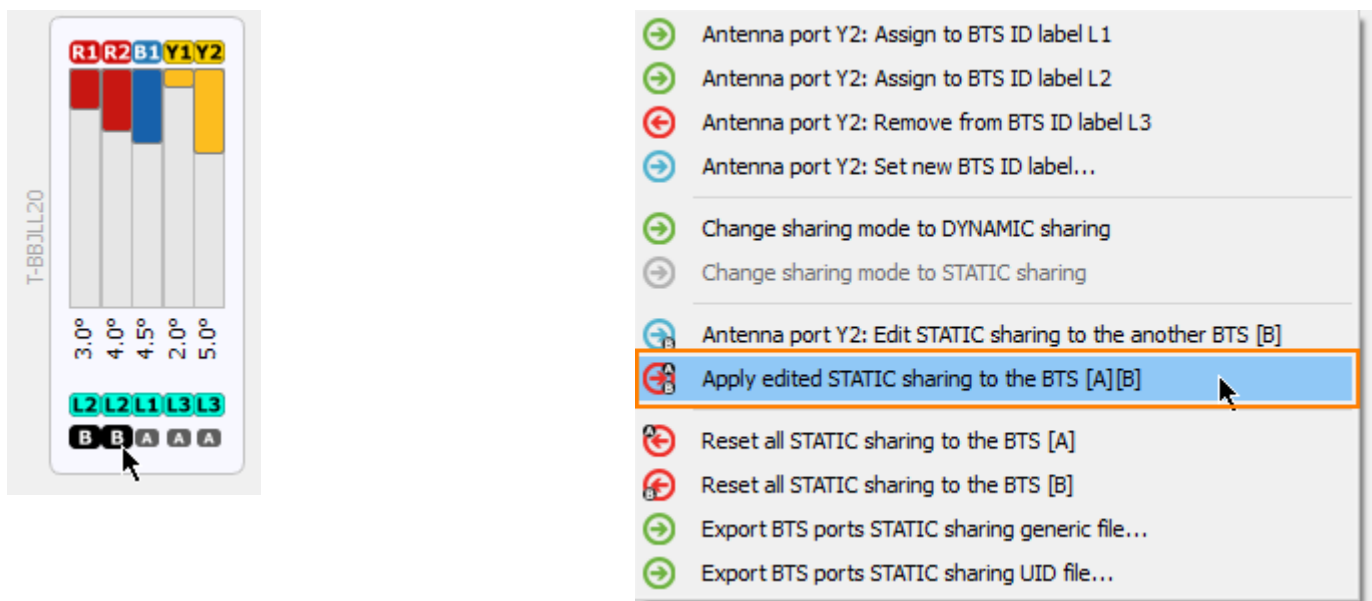 R1 R2 B1 Y1 Y2
T-BBJLL20
3.0° 4.0° 4.5° 2.0° 5.0°
L2 L2 L1 L3 L3
B B A A A
Antenna port Y2: Assign to BTS ID label L1
Antenna port Y2: Assign to BTS ID label L2
Antenna port Y2: Remove from BTS ID label L3
Antenna port Y2: Set new BTS ID label...
Change sharing mode to DYNAMIC sharing
Change sharing mode to STATIC sharing
B
Antenna port Y2: Edit STATIC sharing to the another BTS [B]
A
B
Apply edited STATIC sharing to the BTS [A][B]
A
Reset all STATIC sharing to the BTS [A]
B
Reset all STATIC sharing to the BTS [B]
Export BTS ports STATIC sharing generic file...
Export BTS ports STATIC sharing UID file...